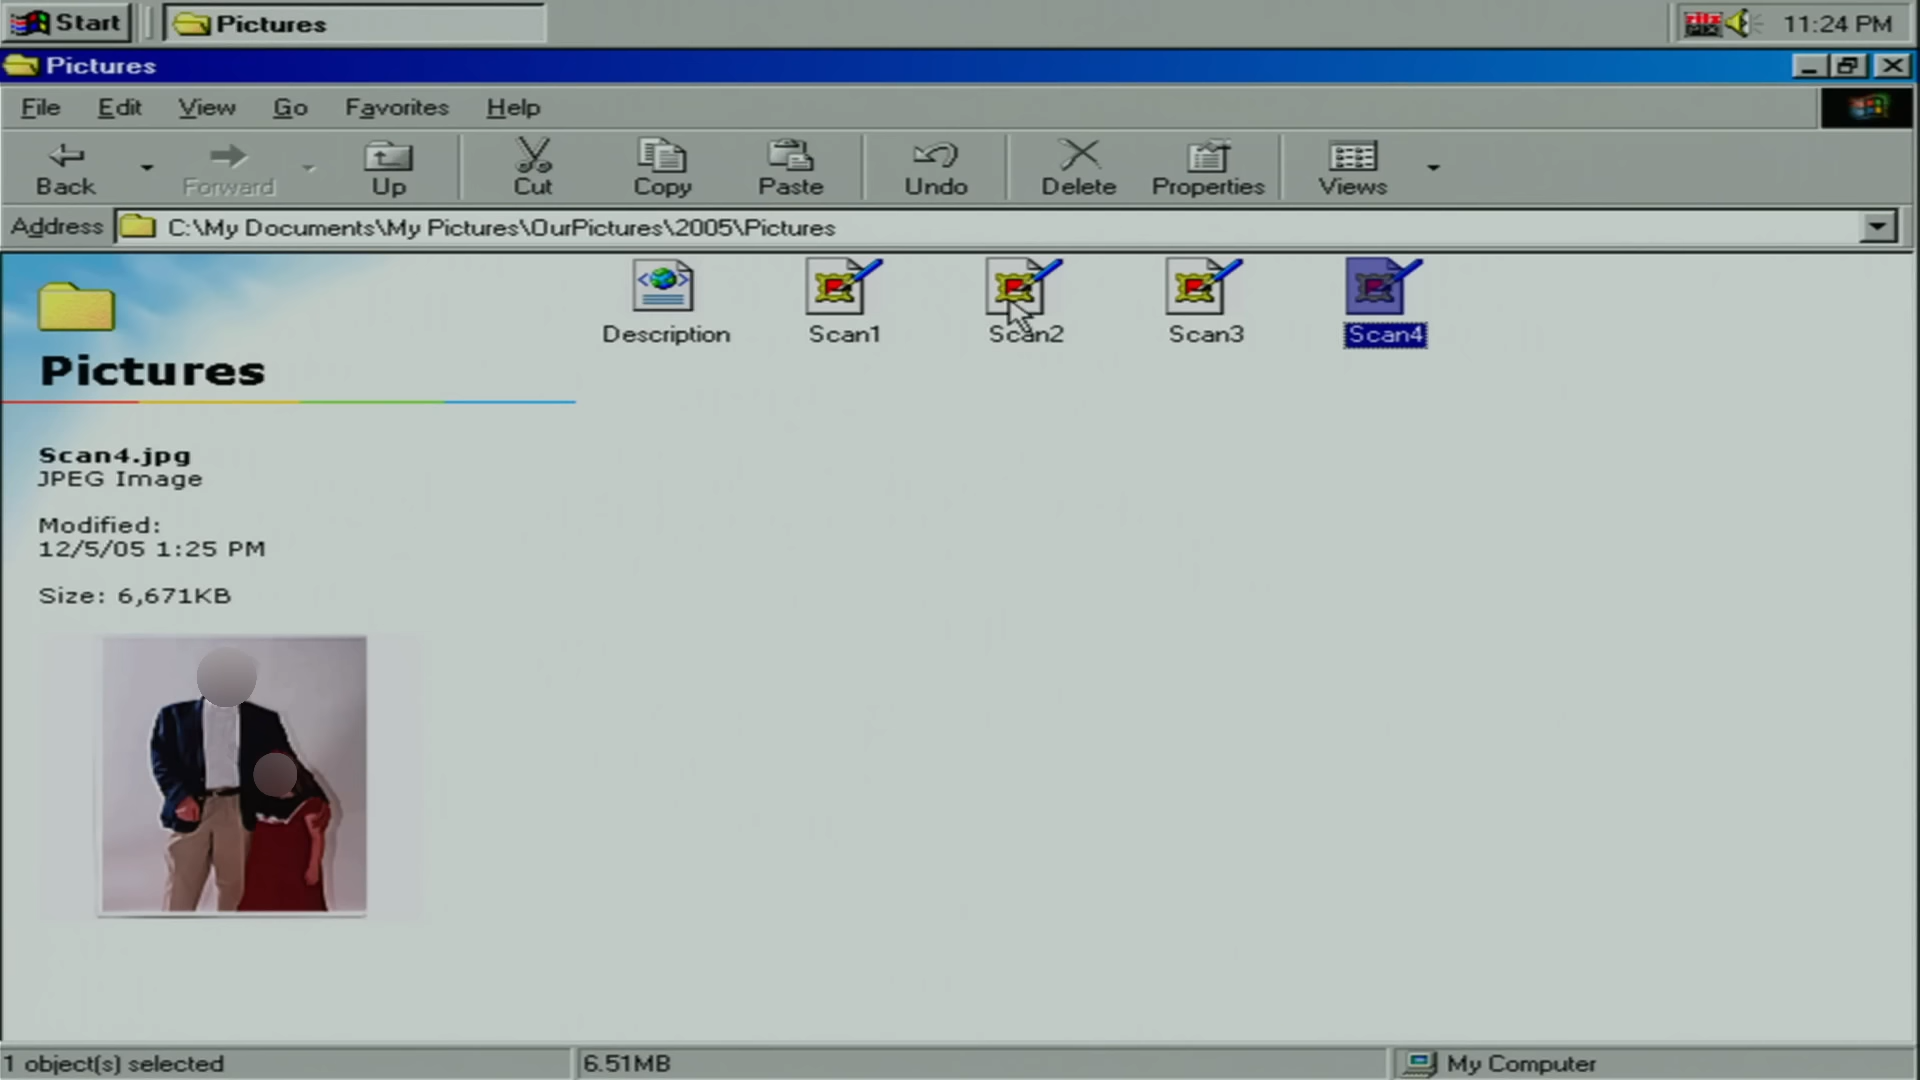 Start Pictures 11:24 PM
Pictures
File Edit View Go Favorites Help
Back Forward Up Cut Copy Paste Undo Delete Properties Views
Address C:\My Documents\My Pictures\OurPictures\2005\Pictures
Description Scan1 Scan2 Scan3 Scan4
Pictures
Scan4.jpg
JPEG Image
Modified:
12/5/05 1:25 PM
Size: 6,671KB
1 object(s) selected 6.51MB My Computer